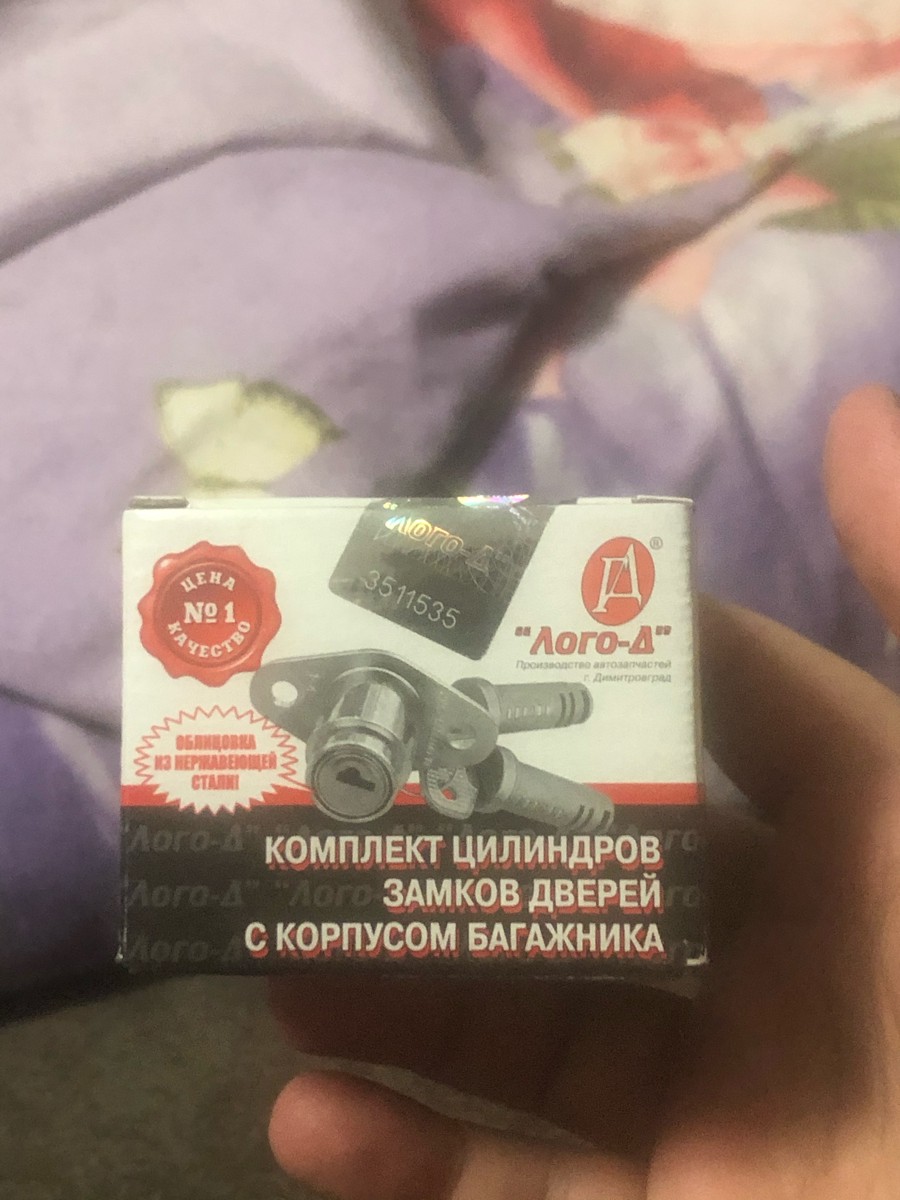 "Лого-Д"
3511535
ЦЕНА
№1
КАЧЕСТВО
Д®
"Лого-Д"
Производство автозапчастей
г. Димитровград
ОБЛИЦОВКА
ИЗ НЕРЖАВЕЮЩЕЙ
СТАЛИ!
КОМПЛЕКТ ЦИЛИНДРОВ
ЗАМКОВ ДВЕРЕЙ
С КОРПУСОМ БАГАЖНИКА